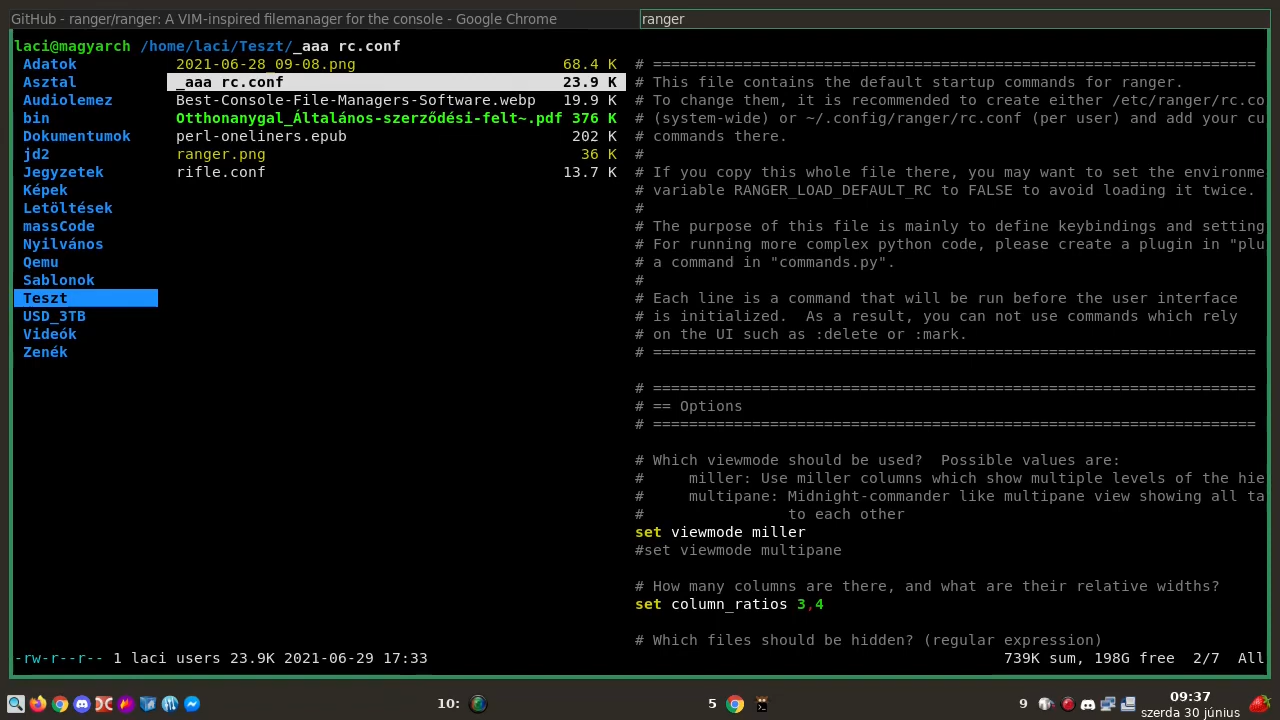 GitHub - ranger/ranger: A VIM-inspired filemanager for the console - Google Chrome
ranger
laci@magyarch /home/laci/Teszt/_aaa rc.conf
Adatok
Asztal
Audiolemez
bin
Dokumentumok
jd2
Jegyzetek
Képek
Letöltések
massCode
Nyilvános
Qemu
Sablonok
Teszt
USD_3TB
Videók
Zenék
2021-06-28_09-08.png 68.4 K
_aaa rc.conf 23.9 K
Best-Console-File-Managers-Software.webp 19.9 K
Otthonanygal_Általános-szerződési-felt~.pdf 376 K
perl-oneliners.epub 202 K
ranger.png 36 K
rifle.conf 13.7 K
# ===================================================================
# This file contains the default startup commands for ranger.
# To change them, it is recommended to create either /etc/ranger/rc.co
# (system-wide) or ~/.config/ranger/rc.conf (per user) and add your cu
# commands there.
#
# If you copy this whole file there, you may want to set the environme
# variable RANGER_LOAD_DEFAULT_RC to FALSE to avoid loading it twice.
#
# The purpose of this file is mainly to define keybindings and setting
# For running more complex python code, please create a plugin in "plu
# a command in "commands.py".
#
# Each line is a command that will be run before the user interface
# is initialized.  As a result, you can not use commands which rely
# on the UI such as :delete or :mark.
# ===================================================================
# ===================================================================
# == Options
# ===================================================================
# Which viewmode should be used?  Possible values are:
#     miller: Use miller columns which show multiple levels of the hie
#     multipane: Midnight-commander like multipane view showing all ta
#                to each other
set viewmode miller
#set viewmode multipane
# How many columns are there, and what are their relative widths?
set column_ratios 3,4
# Which files should be hidden? (regular expression)
-rw-r--r-- 1 laci users 23.9K 2021-06-29 17:33
739K sum, 198G free  2/7  All
10:
5
9
09:37
szerda 30 június